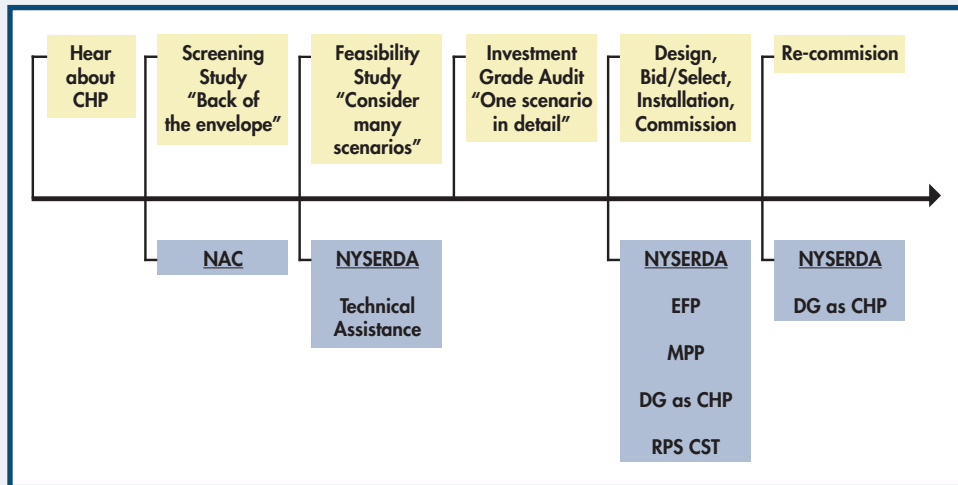 Hear
about
CHP
Screening
Study
“Back of
the envelope”
Feasibility
Study
“Consider
many
scenarios”
Investment
Grade Audit
“One scenario
in detail”
Design,
Bid/Select,
Installation,
Commission
Re-commision
NAC
NYSERDA
Technical
Assistance
NYSERDA
EFP
MPP
DG as CHP
RPS CST
NYSERDA
DG as CHP